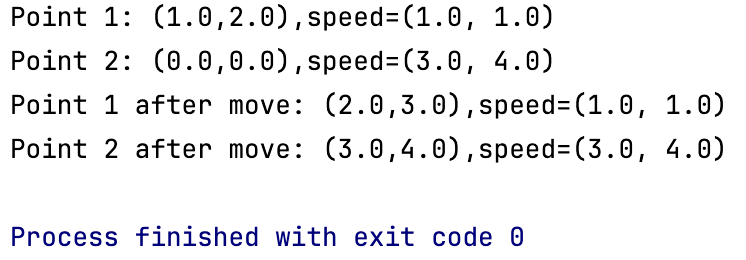 Point 1: (1.0,2.0),speed=(1.0, 1.0)
Point 2: (0.0,0.0),speed=(3.0, 4.0)
Point 1 after move: (2.0,3.0),speed=(1.0, 1.0)
Point 2 after move: (3.0,4.0),speed=(3.0, 4.0)
Process finished with exit code 0